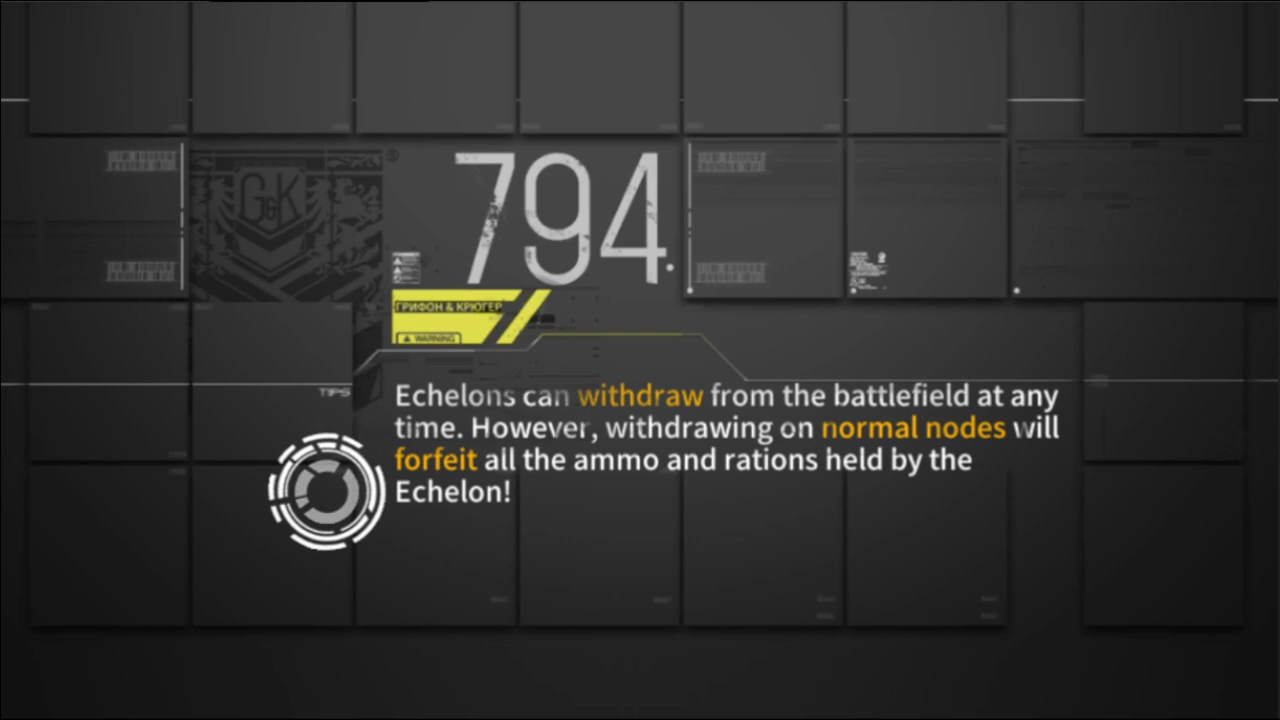 G&K
794.
ГРИФОН & КРЮГЕР
WARNING
TIPS
Echelons can withdraw from the battlefield at any
time. However, withdrawing on normal nodes will
forfeit all the ammo and rations held by the
Echelon!